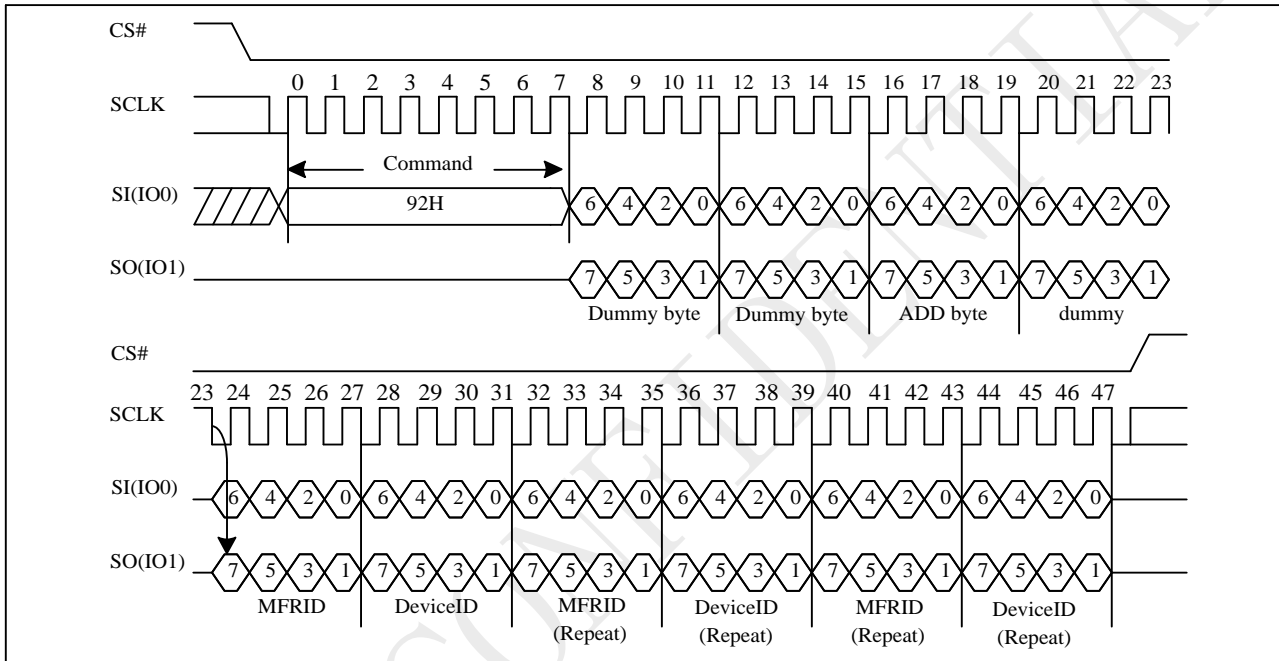 CS#
0 1 2 3 4 5 6 7 8 9 10 11 12 13 14 15 16 17 18 19 20 21 22 23
SCLK
Command
SI(IO0) 92H 6 4 2 0 6 4 2 0 6 4 2 0 6 4 2 0
SO(IO1) 7 5 3 1 7 5 3 1 7 5 3 1 7 5 3 1
Dummy byte Dummy byte ADD byte dummy
CS#
23 24 25 26 27 28 29 30 31 32 33 34 35 36 37 38 39 40 41 42 43 44 45 46 47
SCLK
SI(IO0) 6 4 2 0 6 4 2 0 6 4 2 0 6 4 2 0 6 4 2 0 6 4 2 0
SO(IO1) 7 5 3 1 7 5 3 1 7 5 3 1 7 5 3 1 7 5 3 1 7 5 3 1
MFRID DeviceID MFRID DeviceID MFRID DeviceID
(Repeat) (Repeat) (Repeat) (Repeat)
CONFIDENTIA